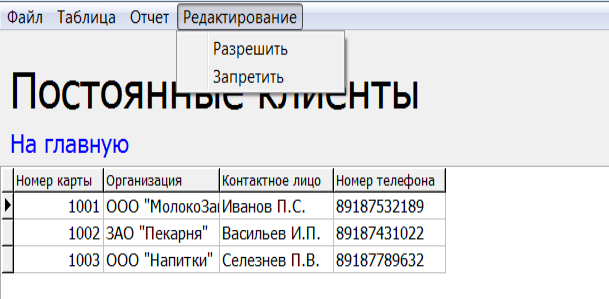 Файл Таблица Отчет Редактирование
Разрешить
Запретить
Постоянные клиенты
На главную
Номер карты Организация Контактное лицо Номер телефона
1001 ООО "МолокоЗа Иванов П.С. 89187532189
1002 ЗАО "Пекарня" Васильев И.П. 89187431022
1003 ООО "Напитки" Селезнев П.В. 89187789632